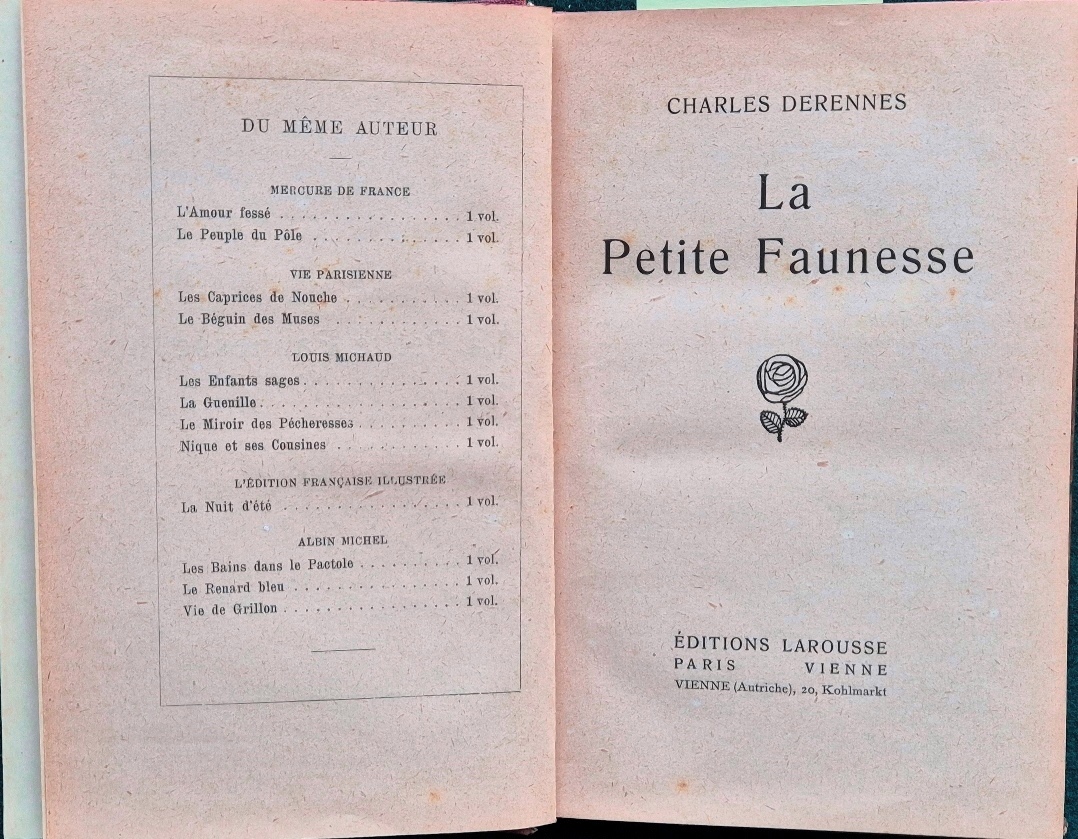 DU MÊME AUTEUR
MERCURE DE FRANCE
L'Amour fessé . . . . . . . . . . . . . . . . . 1 vol.
Le Peuple du Pôle . . . . . . . . . . . . . . 1 vol.
VIE PARISIENNE
Les Caprices de Nouche . . . . . . . . . . . 1 vol.
Le Béguin des Muses . . . . . . . . . . . . 1 vol.
LOUIS MICHAUD
Les Enfants sages . . . . . . . . . . . . . . . 1 vol.
La Guenille . . . . . . . . . . . . . . . . . . . 1 vol.
Le Miroir des Pécheresses . . . . . . . . . . 1 vol.
Nique et ses Cousines . . . . . . . . . . . . 1 vol.
L'ÉDITION FRANÇAISE ILLUSTRÉE
La Nuit d'été . . . . . . . . . . . . . . . . . 1 vol.
ALBIN MICHEL
Les Bains dans le Pactole . . . . . . . . . . 1 vol.
Le Renard bleu . . . . . . . . . . . . . . . . 1 vol.
Vie de Grillon . . . . . . . . . . . . . . . . . 1 vol.
CHARLES DERENNES
La
Petite Faunesse
ÉDITIONS LAROUSSE
PARIS VIENNE
VIENNE (Autriche), 20, Kohlmarkt